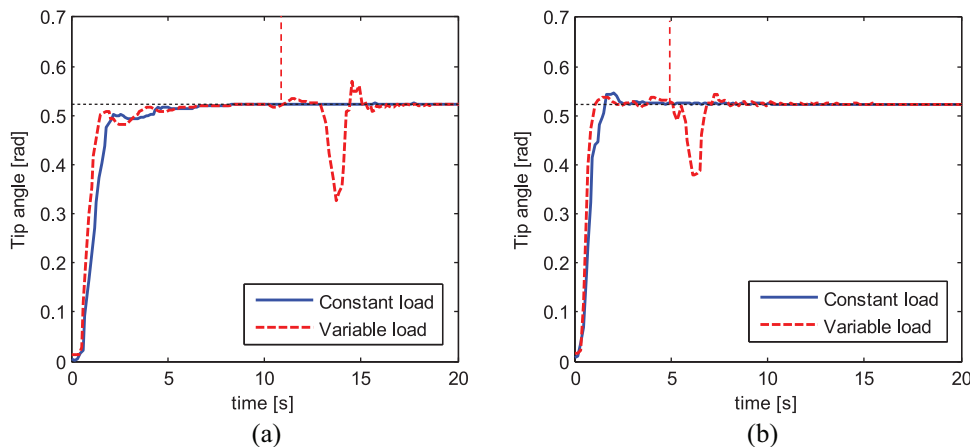 0.7
0.6
0.5
0.4
0.3
0.2
0.1
0
Tip angle [rad]
Constant load
Variable load
0 5 10 15 20
time [s]
(a)
0.7
0.6
0.5
0.4
0.3
0.2
0.1
0
Tip angle [rad]
Constant load
Variable load
0 5 10 15 20
time [s]
(b)